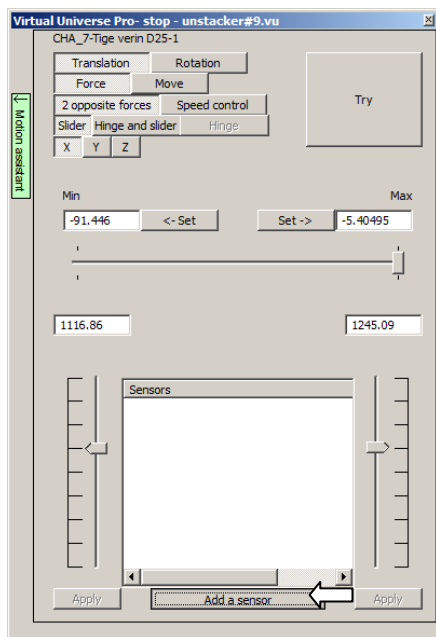 Virtual Universe Pro- stop - unstacker#9.vu
CHA_7-Tige verin D25-1
Translation Rotation
Force Move
2 opposite forces Speed control
Slider Hinge and slider Hinge
X Y Z
Try
↓ Motion assistant
Min Max
-91.446 <- Set Set -> -5.40495
1116.86 1245.09
Sensors
Apply Add a sensor Apply